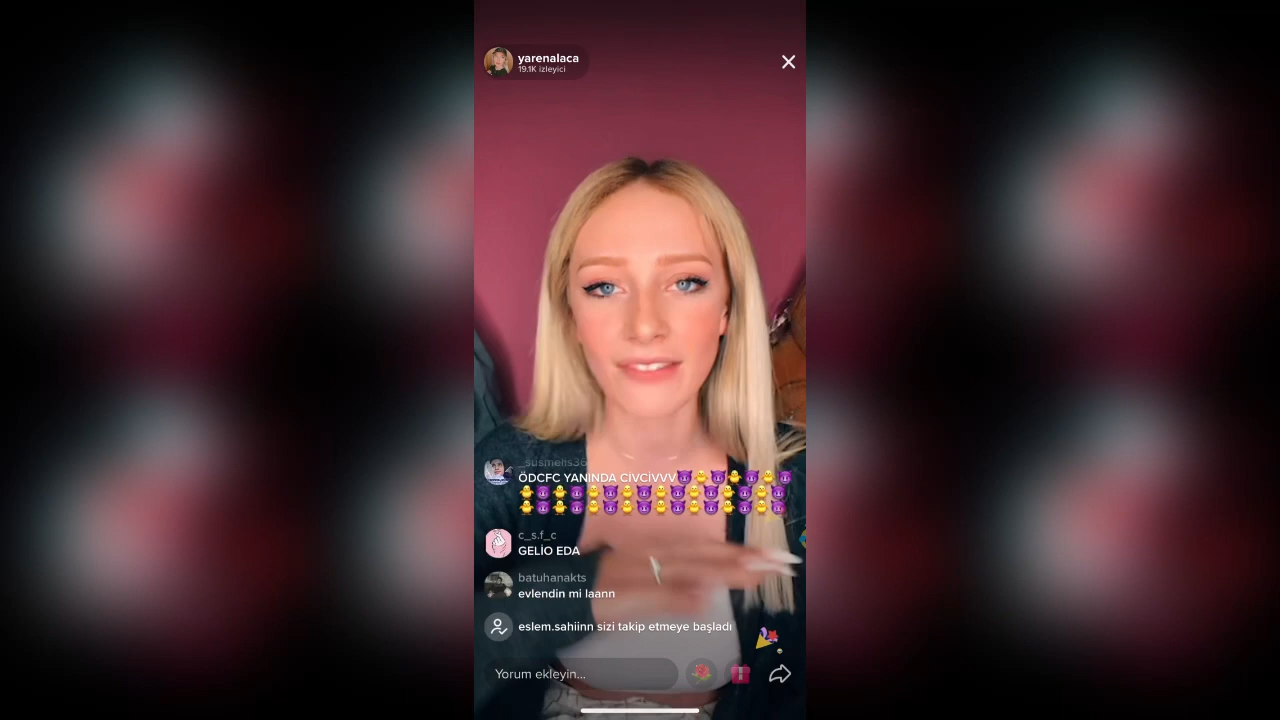 yarenalaca
19.1K izleyici
_susmelis36
ÖDCFC YANINDA CİVCİVVV😈🐥😈🐥😈🐥😈
🐥😈🐥😈🐥😈🐥😈🐥😈🐥😈🐥😈🐥😈
🐥😈🐥😈🐥😈🐥😈🐥😈🐥😈🐥😈🐥😈
c_s.f_c
GELİO EDA
batuhanakts
evlendin mi laann
eslem.sahiinn sizi takip etmeye başladı
Yorum ekleyin...